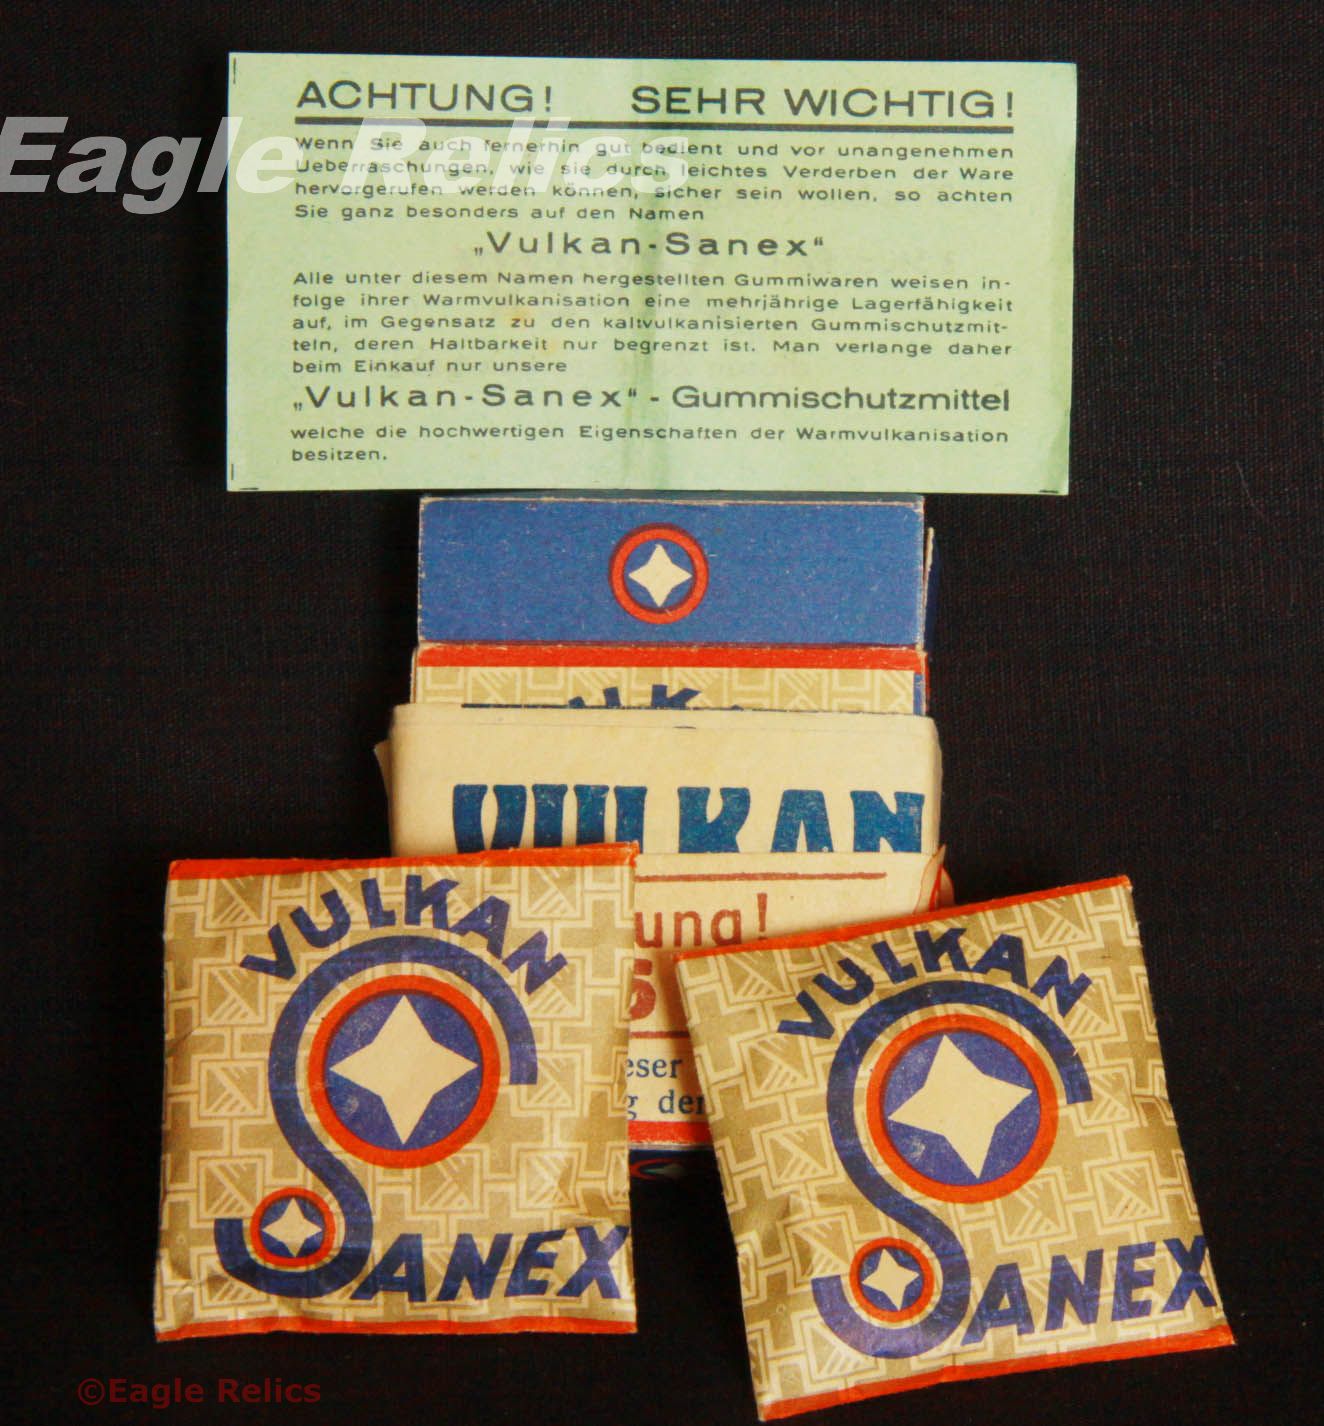 ACHTUNG! SEHR WICHTIG!
Eagle Relics
Wenn Sie auch fernerhin gut bedient und vor unangenehmen
Ueberraschungen, wie sie durch leichtes Verderben der Ware
hervorgerufen werden können, sicher sein wollen, so achten
Sie ganz besonders auf den Namen
„Vulkan-Sanex“
Alle unter diesem Namen hergestellten Gummiwaren weisen in-
folge ihrer Warmvulkanisation eine mehrjährige Lagerfähigkeit
auf, im Gegensatz zu den kaltvulkanisierten Gummischutzmit-
teln, deren Haltbarkeit nur begrenzt ist. Man verlange daher
beim Einkauf nur unsere
„Vulkan-Sanex“ - Gummischutzmittel
welche die hochwertigen Eigenschaften der Warmvulkanisation
besitzen.
VULKAN
VULKAN
SANEX
VULKAN
SANEX
©Eagle Relics